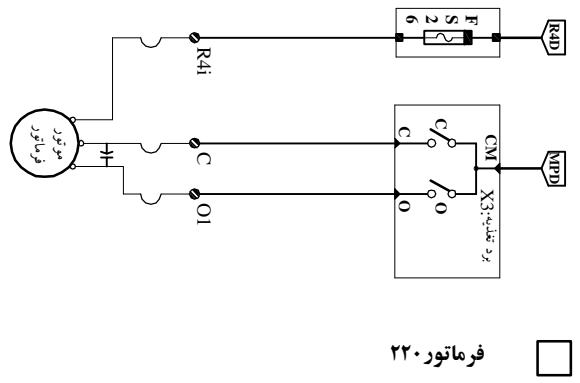 R4D
F
S
2
6
R4i
موتور
فرماتور
C
C
C
CM
MPD
O1
O
O
برد تغذیه:X3
فرماتور۲۲۰